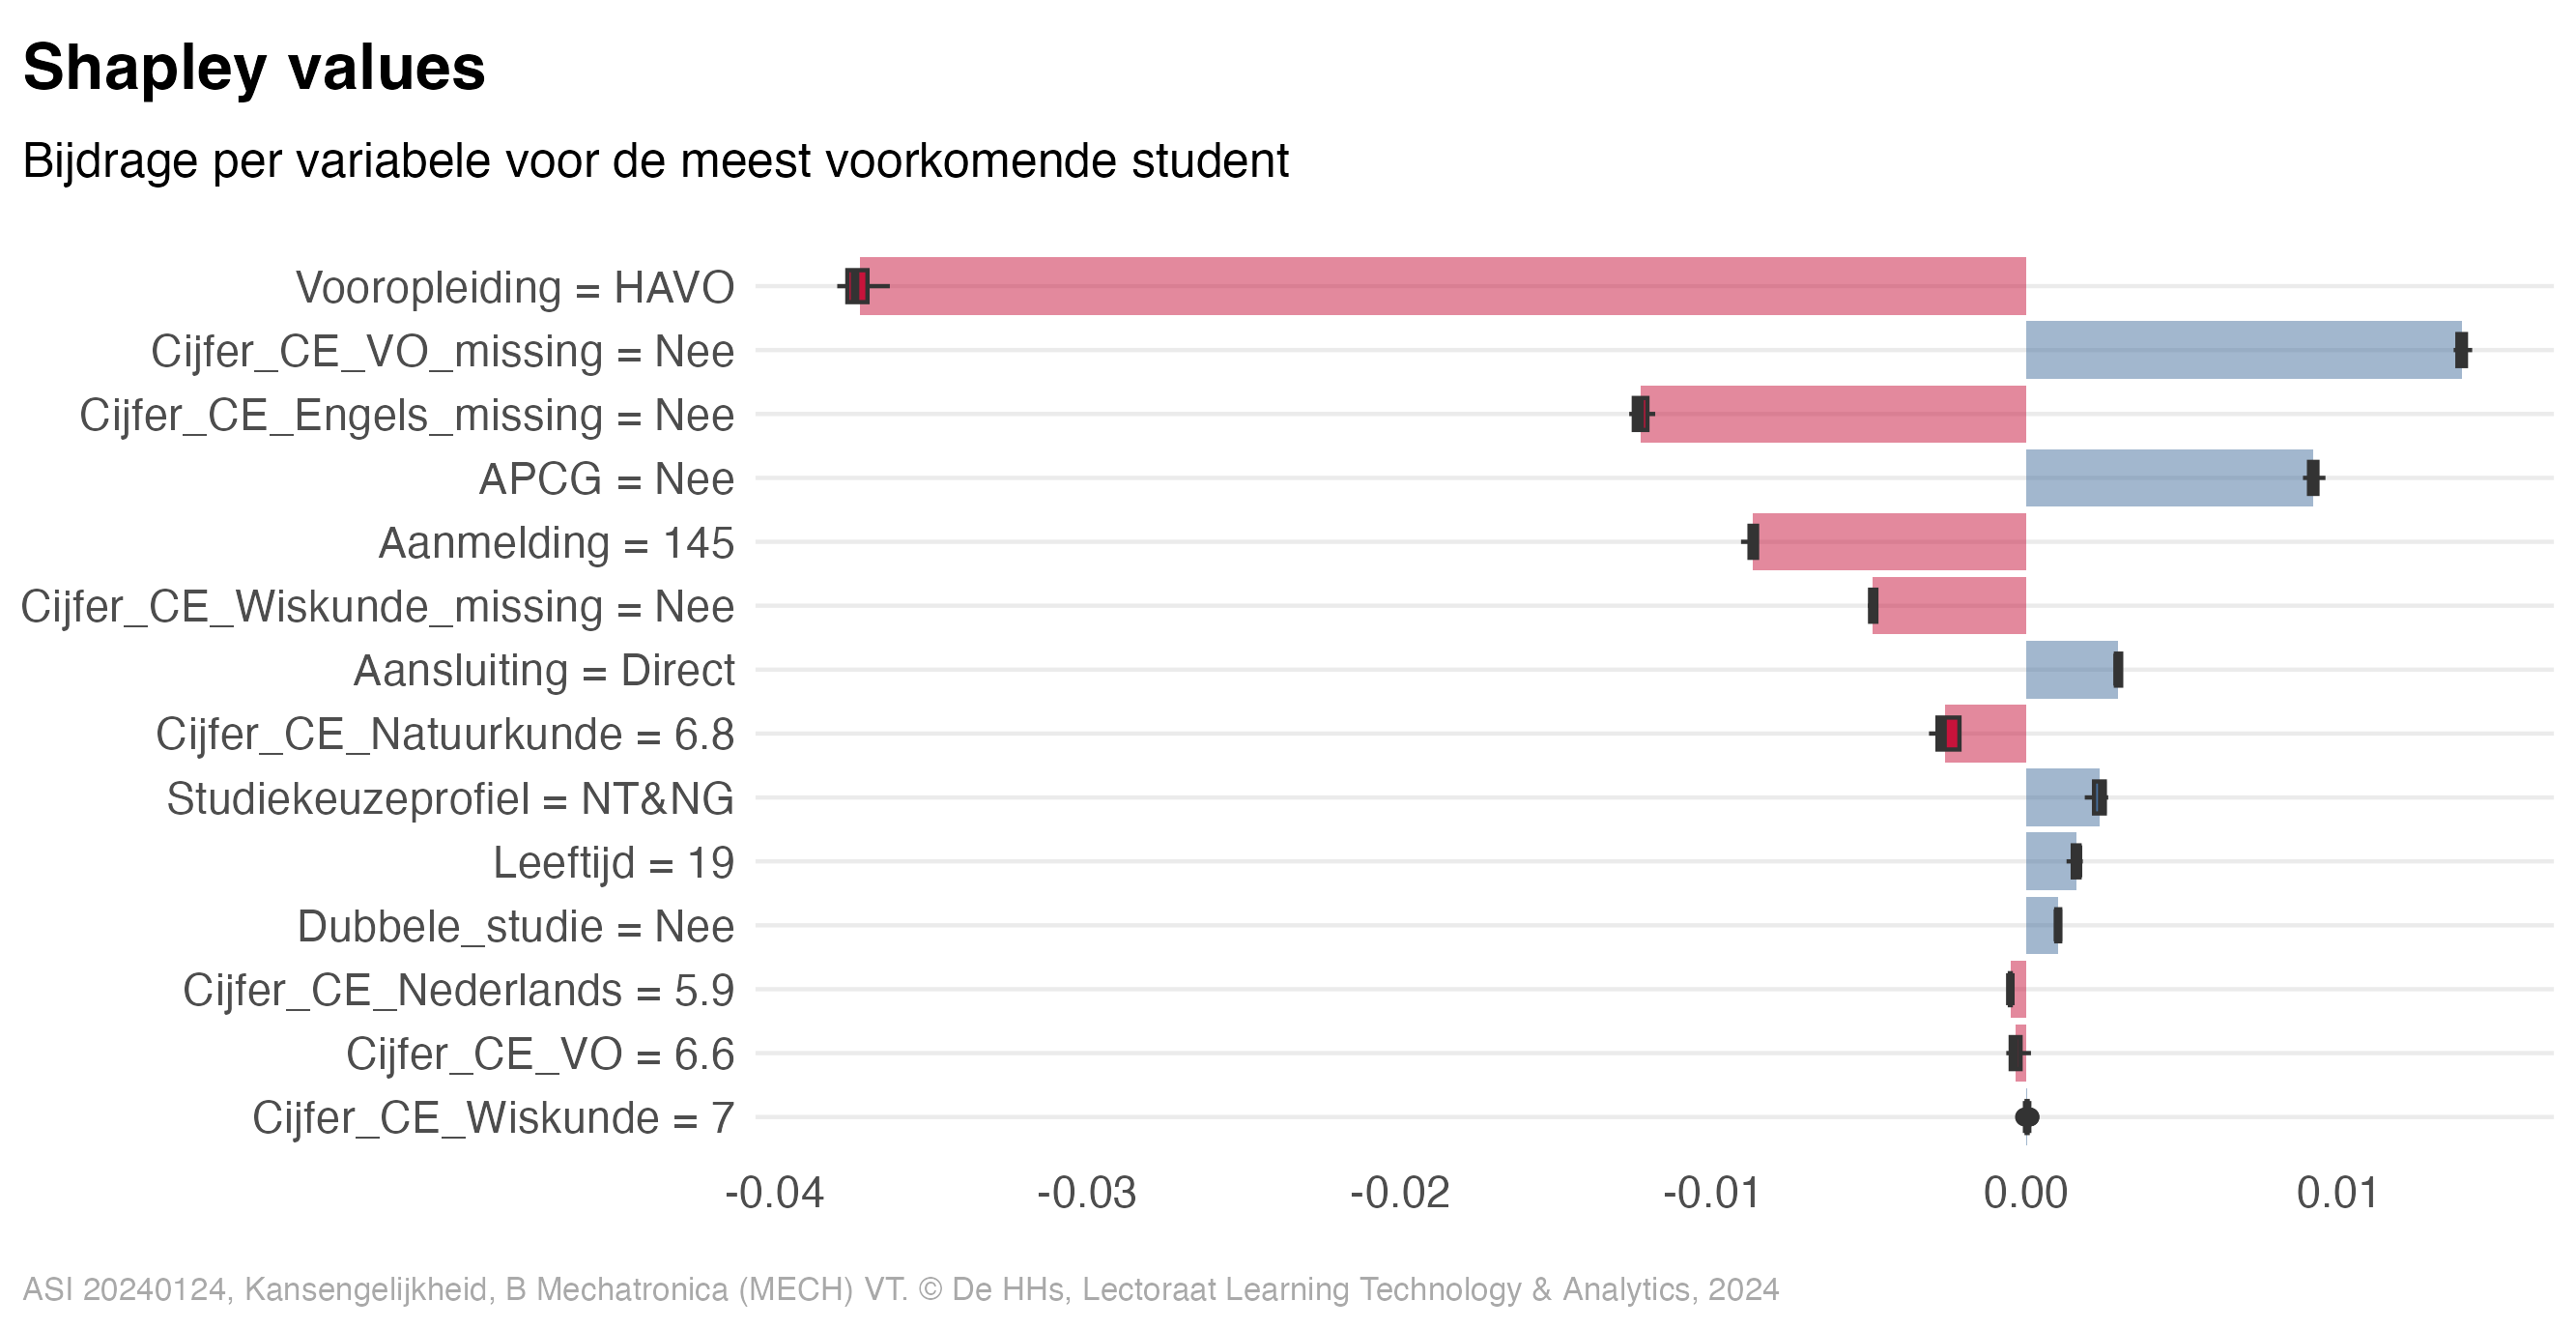 Shapley values
Bijdrage per variabele voor de meest voorkomende student
Vooropleiding = HAVO
Cijfer_CE_VO_missing = Nee
Cijfer_CE_Engels_missing = Nee
APCG = Nee
Aanmelding = 145
Cijfer_CE_Wiskunde_missing = Nee
Aansluiting = Direct
Cijfer_CE_Natuurkunde = 6.8
Studiekeuzeprofiel = NT&NG
Leeftijd = 19
Dubbele_studie = Nee
Cijfer_CE_Nederlands = 5.9
Cijfer_CE_VO = 6.6
Cijfer_CE_Wiskunde = 7
-0.04 -0.03 -0.02 -0.01 0.00 0.01
ASI 20240124, Kansengelijkheid, B Mechatronica (MECH) VT. © De HHs, Lectoraat Learning Technology & Analytics, 2024